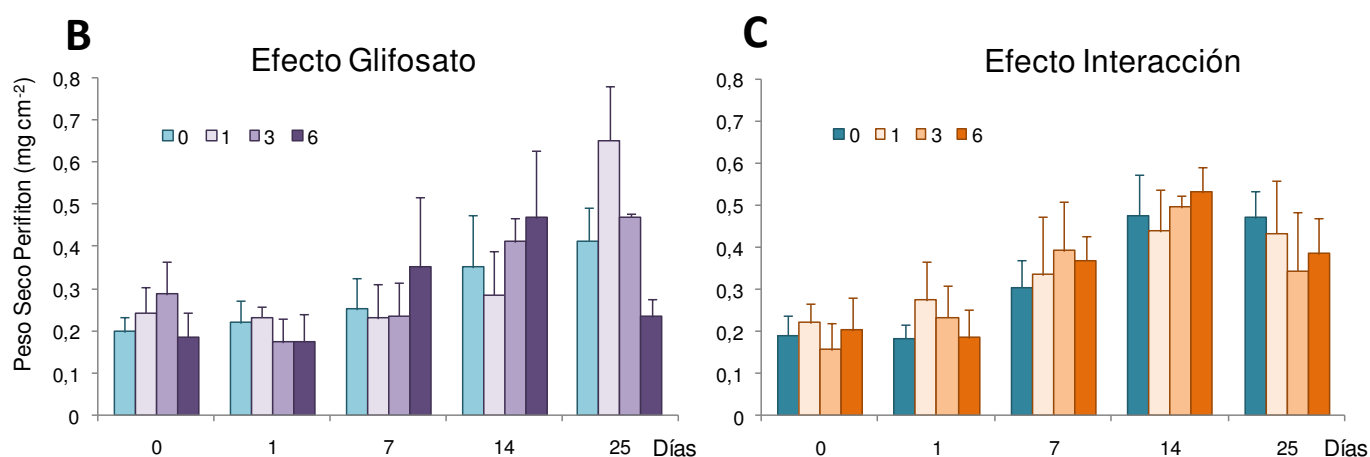 B
Efecto Glifosato
Peso Seco Perifiton (mg cm-2)
0,8
0,7
0,6
0,5
0,4
0,3
0,2
0,1
0
0 1 3 6
0 1 7 14 25 Días
C
Efecto Interacción
0,8
0,7
0,6
0,5
0,4
0,3
0,2
0,1
0
0 1 3 6
0 1 7 14 25 Días